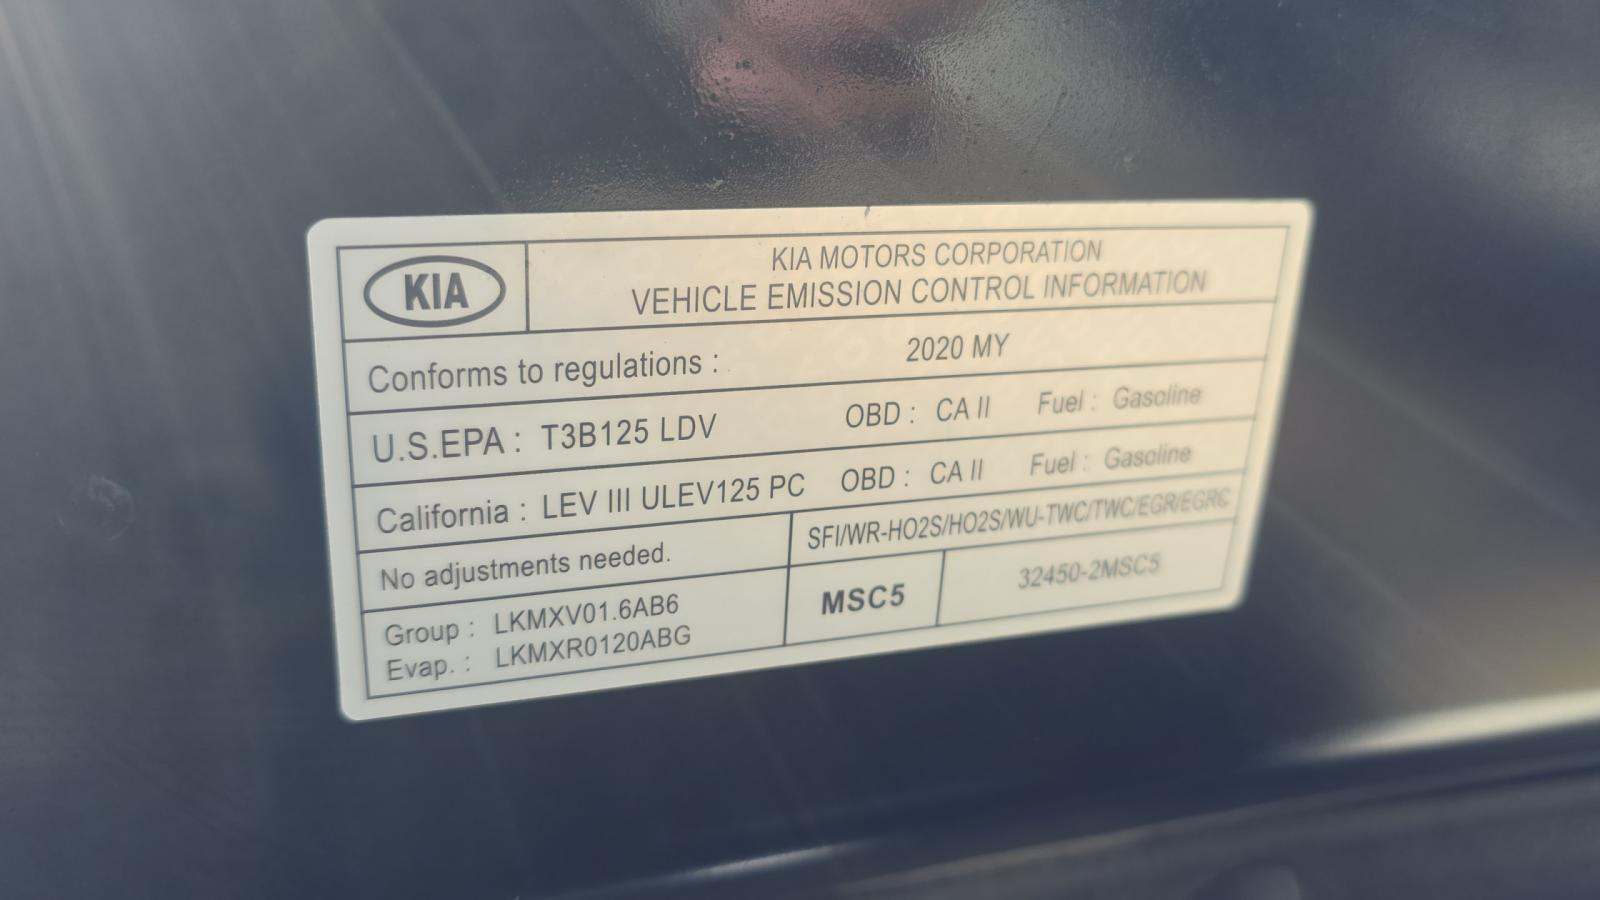 KIA
KIA MOTORS CORPORATION
VEHICLE EMISSION CONTROL INFORMATION
Conforms to regulations : 2020 MY
U.S.EPA : T3B125 LDV OBD : CA II Fuel : Gasoline
California : LEV III ULEV125 PC OBD : CA II Fuel : Gasoline
No adjustments needed. SFI/WR-HO2S/HO2S/WU-TWC/TWC/EGR/EGRC
Group : LKMXV01.6AB6
Evap. : LKMXR0120ABG
MSC5 32450-2MSC5